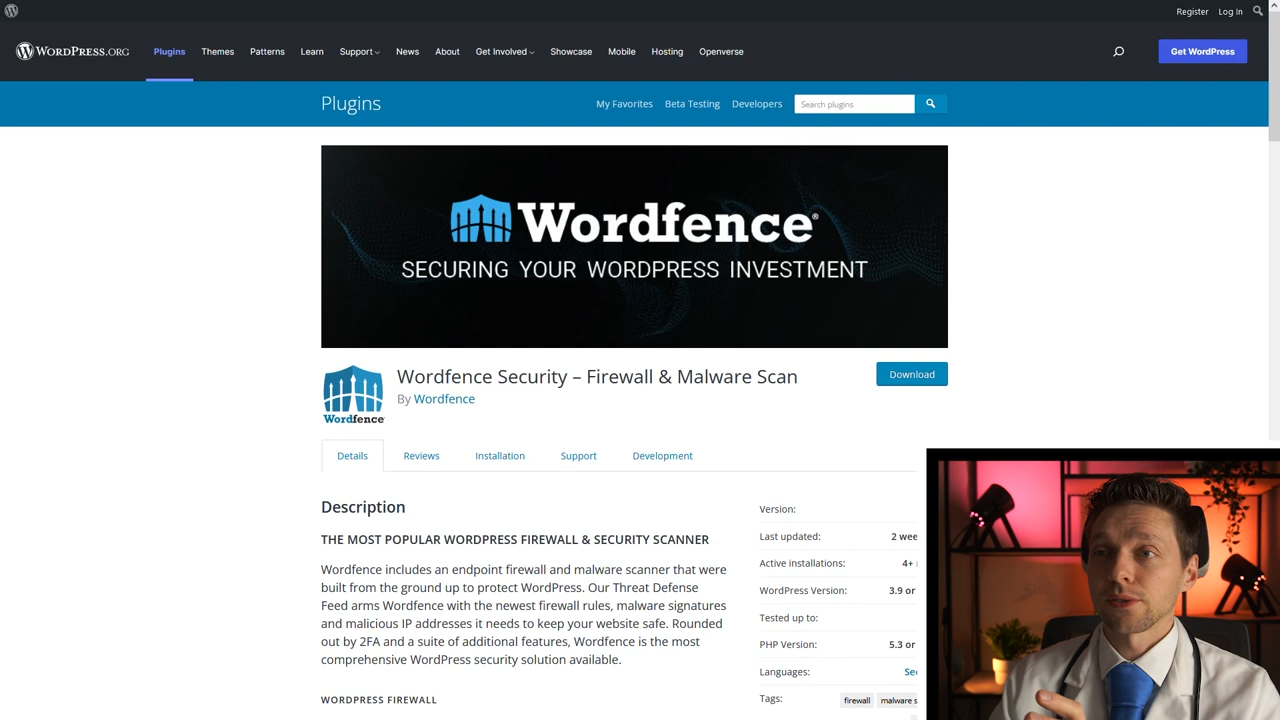 Register Log In
WORDPRESS.ORG Plugins Themes Patterns Learn Support News About Get Involved Showcase Mobile Hosting Openverse Get WordPress
Plugins My Favorites Beta Testing Developers Search plugins
Wordfence®
SECURING YOUR WORDPRESS INVESTMENT
Wordfence
Wordfence Security – Firewall & Malware Scan
Download
By Wordfence
Details Reviews Installation Support Development
Description
THE MOST POPULAR WORDPRESS FIREWALL & SECURITY SCANNER
Wordfence includes an endpoint firewall and malware scanner that were
built from the ground up to protect WordPress. Our Threat Defense
Feed arms Wordfence with the newest firewall rules, malware signatures
and malicious IP addresses it needs to keep your website safe. Rounded
out by 2FA and a suite of additional features, Wordfence is the most
comprehensive WordPress security solution available.
WORDPRESS FIREWALL
Version:
Last updated: 2 wee
Active installations: 4+
WordPress Version: 3.9 or
Tested up to:
PHP Version: 5.3 or
Languages: See
Tags: firewall malware s